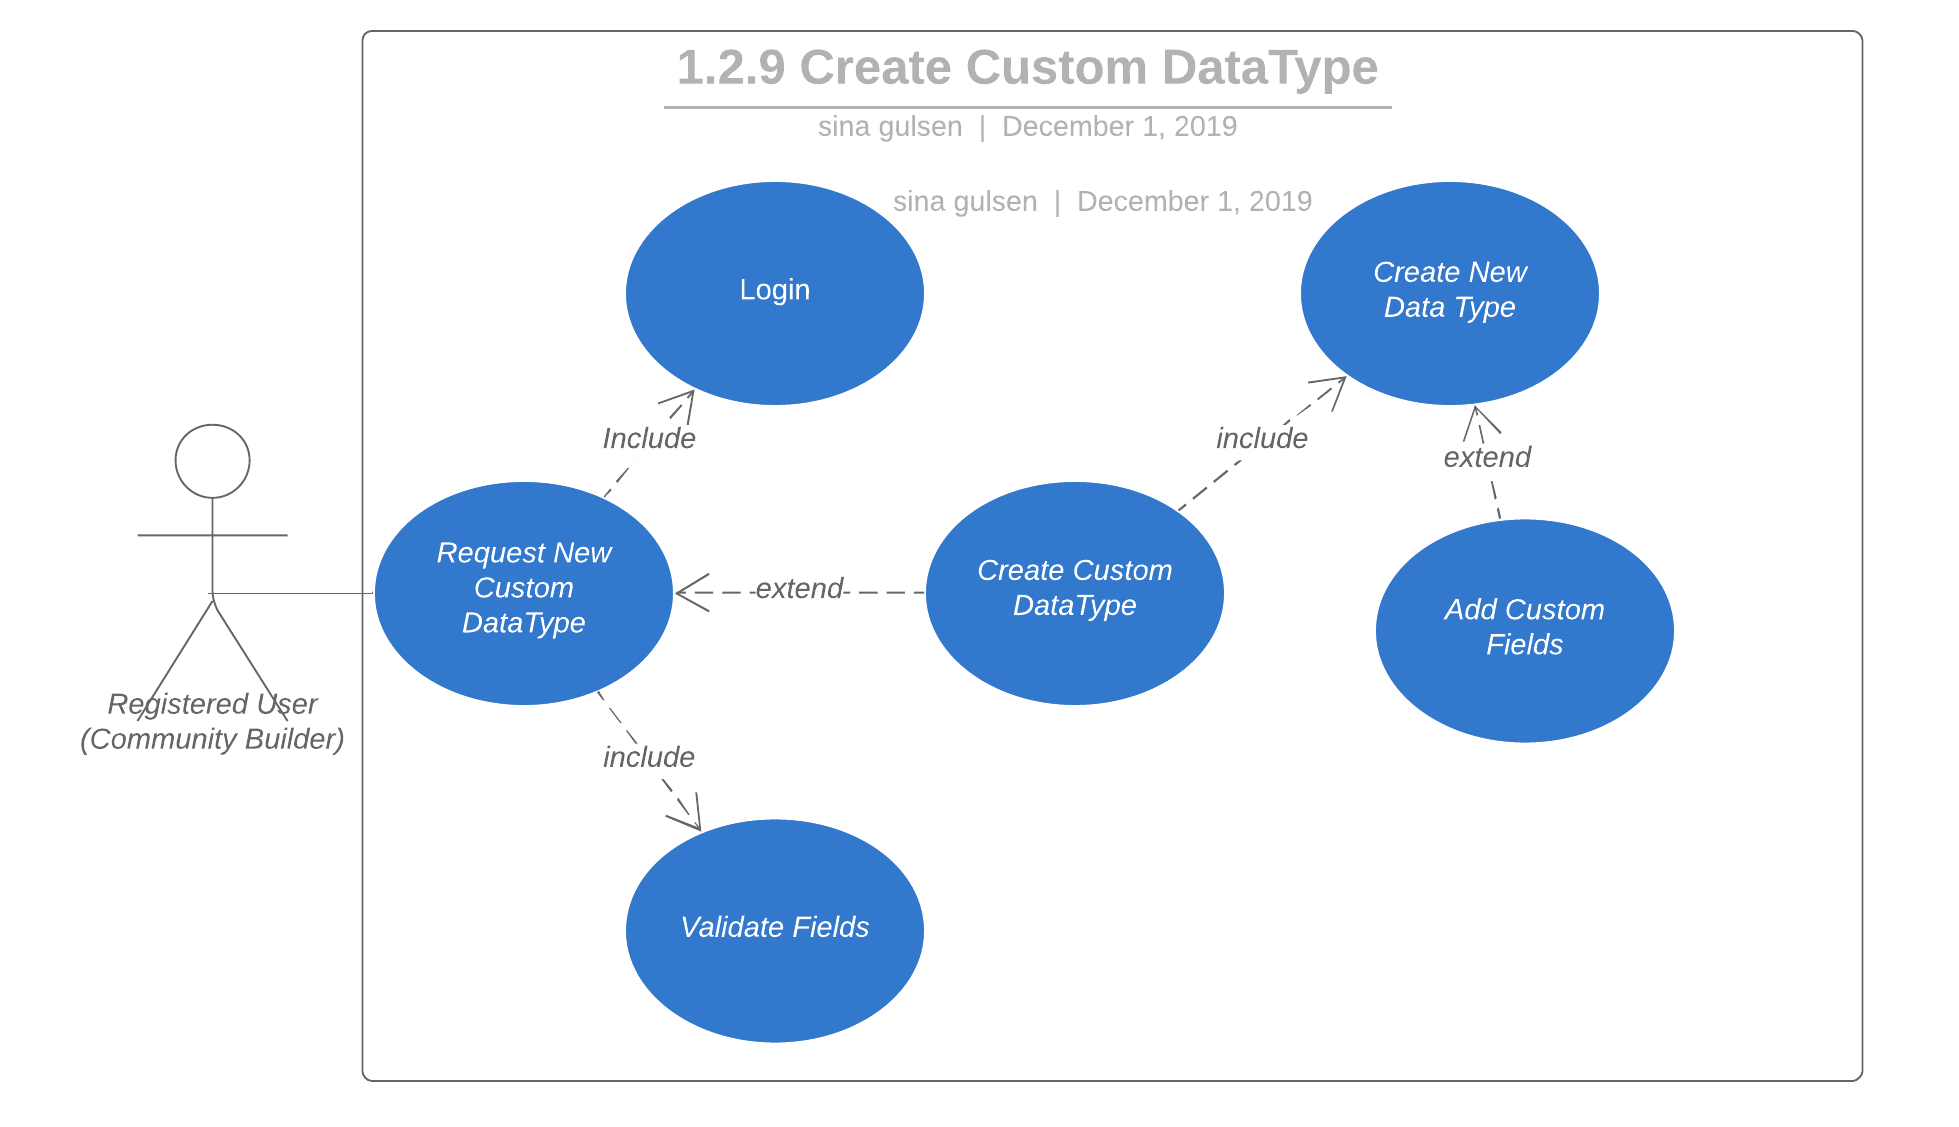 1.2.9 Create Custom DataType
sina gulsen | December 1, 2019
sina gulsen | December 1, 2019
Login
Create New
Data Type
Include
include
extend
Request New
Custom
DataType
extend
Create Custom
DataType
Add Custom
Fields
Registered User
(Community Builder)
include
Validate Fields